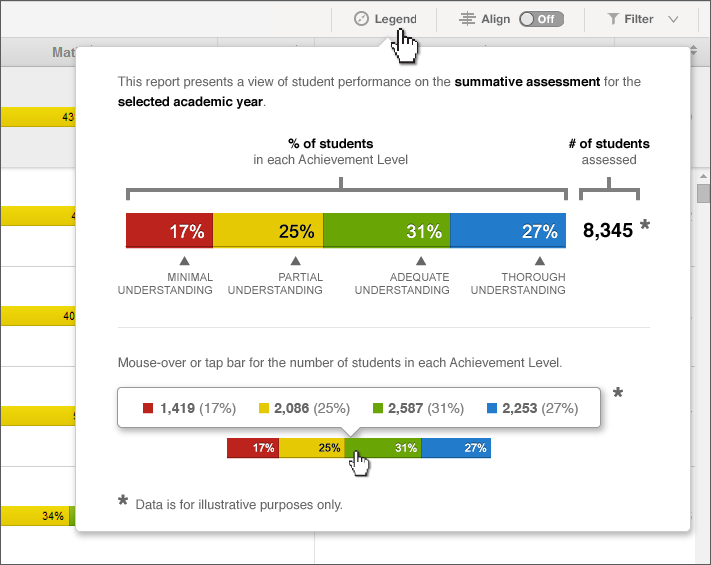 Legend
Align
Off
Filter
Mat
This report presents a view of student performance on the summative assessment for the
selected academic year.
% of students
in each Achievement Level
# of students
assessed
17% 25% 31% 27% 8,345 *
MINIMAL
UNDERSTANDING
PARTIAL
UNDERSTANDING
ADEQUATE
UNDERSTANDING
THOROUGH
UNDERSTANDING
Mouse-over or tap bar for the number of students in each Achievement Level.
1,419 (17%) 2,086 (25%) 2,587 (31%) 2,253 (27%) *
17% 25% 31% 27%
* Data is for illustrative purposes only.
43
40
34%